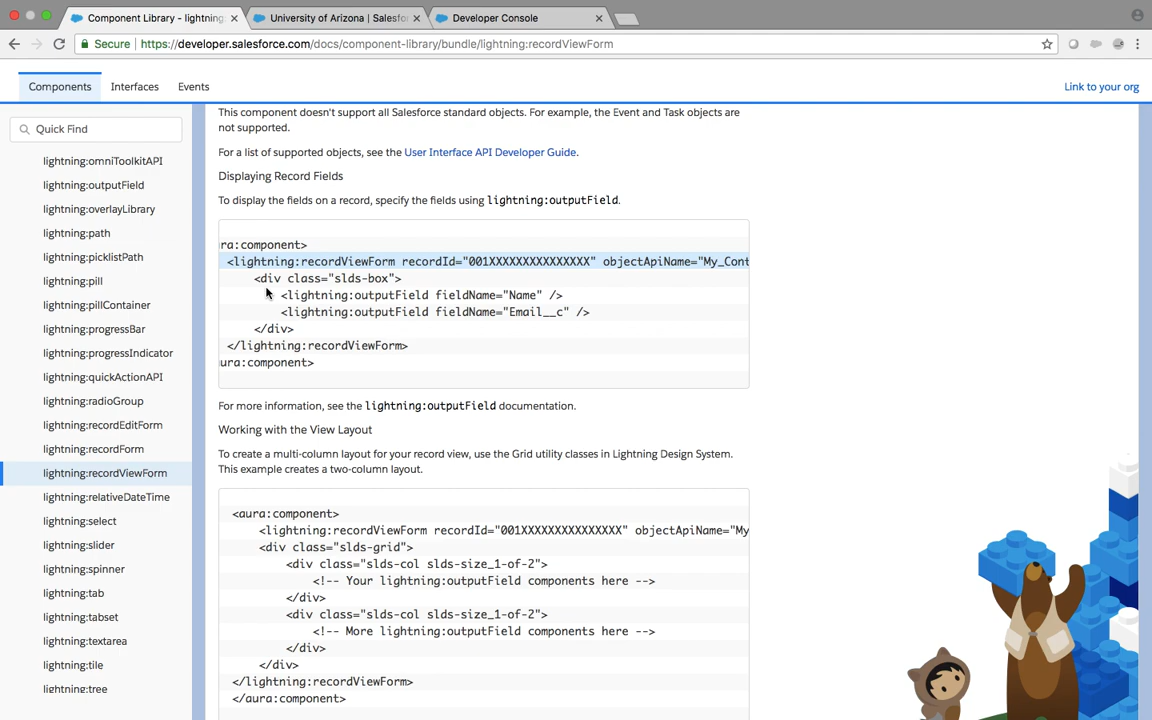 Component Library - lightning:
University of Arizona | Salesfo
Developer Console
Secure
https://developer.salesforce.com/docs/component-library/bundle/lightning:recordViewForm
Components
Interfaces
Events
Link to your org
Quick Find
lightning:omniToolkitAPI
lightning:outputField
lightning:overlayLibrary
lightning:path
lightning:picklistPath
lightning:pill
lightning:pillContainer
lightning:progressBar
lightning:progressIndicator
lightning:quickActionAPI
lightning:radioGroup
lightning:recordEditForm
lightning:recordForm
lightning:recordViewForm
lightning:relativeDateTime
lightning:select
lightning:slider
lightning:spinner
lightning:tab
lightning:tabset
lightning:textarea
lightning:tile
lightning:tree
This component doesn't support all Salesforce standard objects. For example, the Event and Task objects are
not supported.
For a list of supported objects, see the User Interface API Developer Guide.
Displaying Record Fields
To display the fields on a record, specify the fields using lightning:outputField.
ra:component>
<lightning:recordViewForm recordId="001XXXXXXXXXXXXXXX" objectApiName="My_Cont
<div class="slds-box">
<lightning:outputField fieldName="Name" />
<lightning:outputField fieldName="Email__c" />
</div>
</lightning:recordViewForm>
ura:component>
For more information, see the lightning:outputField documentation.
Working with the View Layout
To create a multi-column layout for your record view, use the Grid utility classes in Lightning Design System.
This example creates a two-column layout.
<aura:component>
<lightning:recordViewForm recordId="001XXXXXXXXXXXXXXX" objectApiName="My
<div class="slds-grid">
<div class="slds-col slds-size_1-of-2">
<!-- Your lightning:outputField components here -->
</div>
<div class="slds-col slds-size_1-of-2">
<!-- More lightning:outputField components here -->
</div>
</div>
</lightning:recordViewForm>
</aura:component>